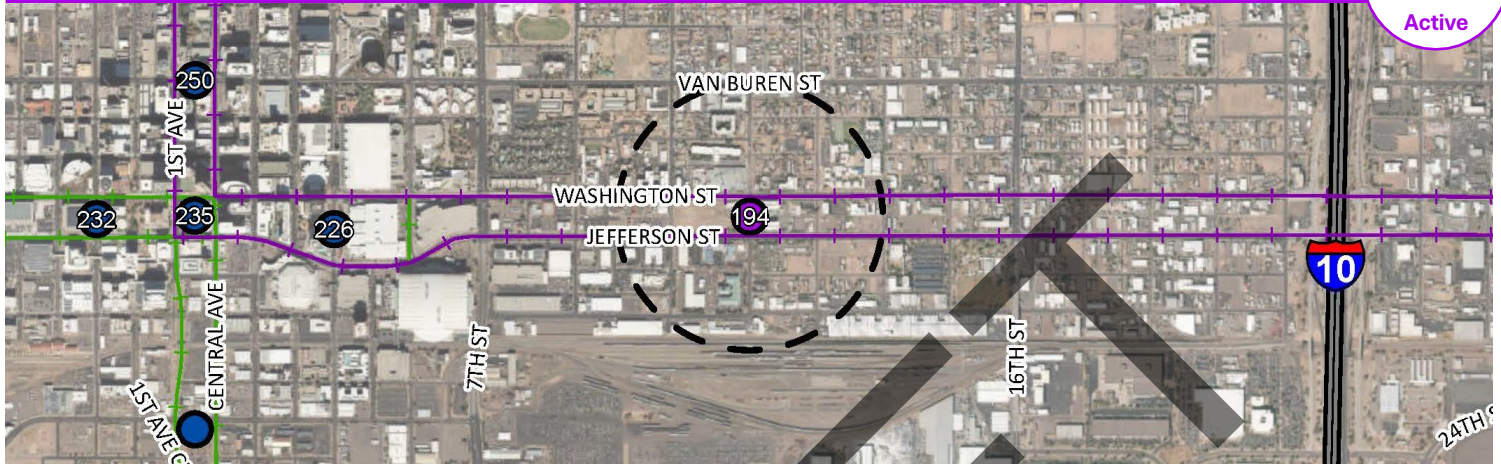 Active
250
VAN BUREN ST
1ST AVE
WASHINGTON ST
232
235
226
194
JEFFERSON ST
10
CENTRAL AVE
7TH ST
16TH ST
1ST AVE
24TH S